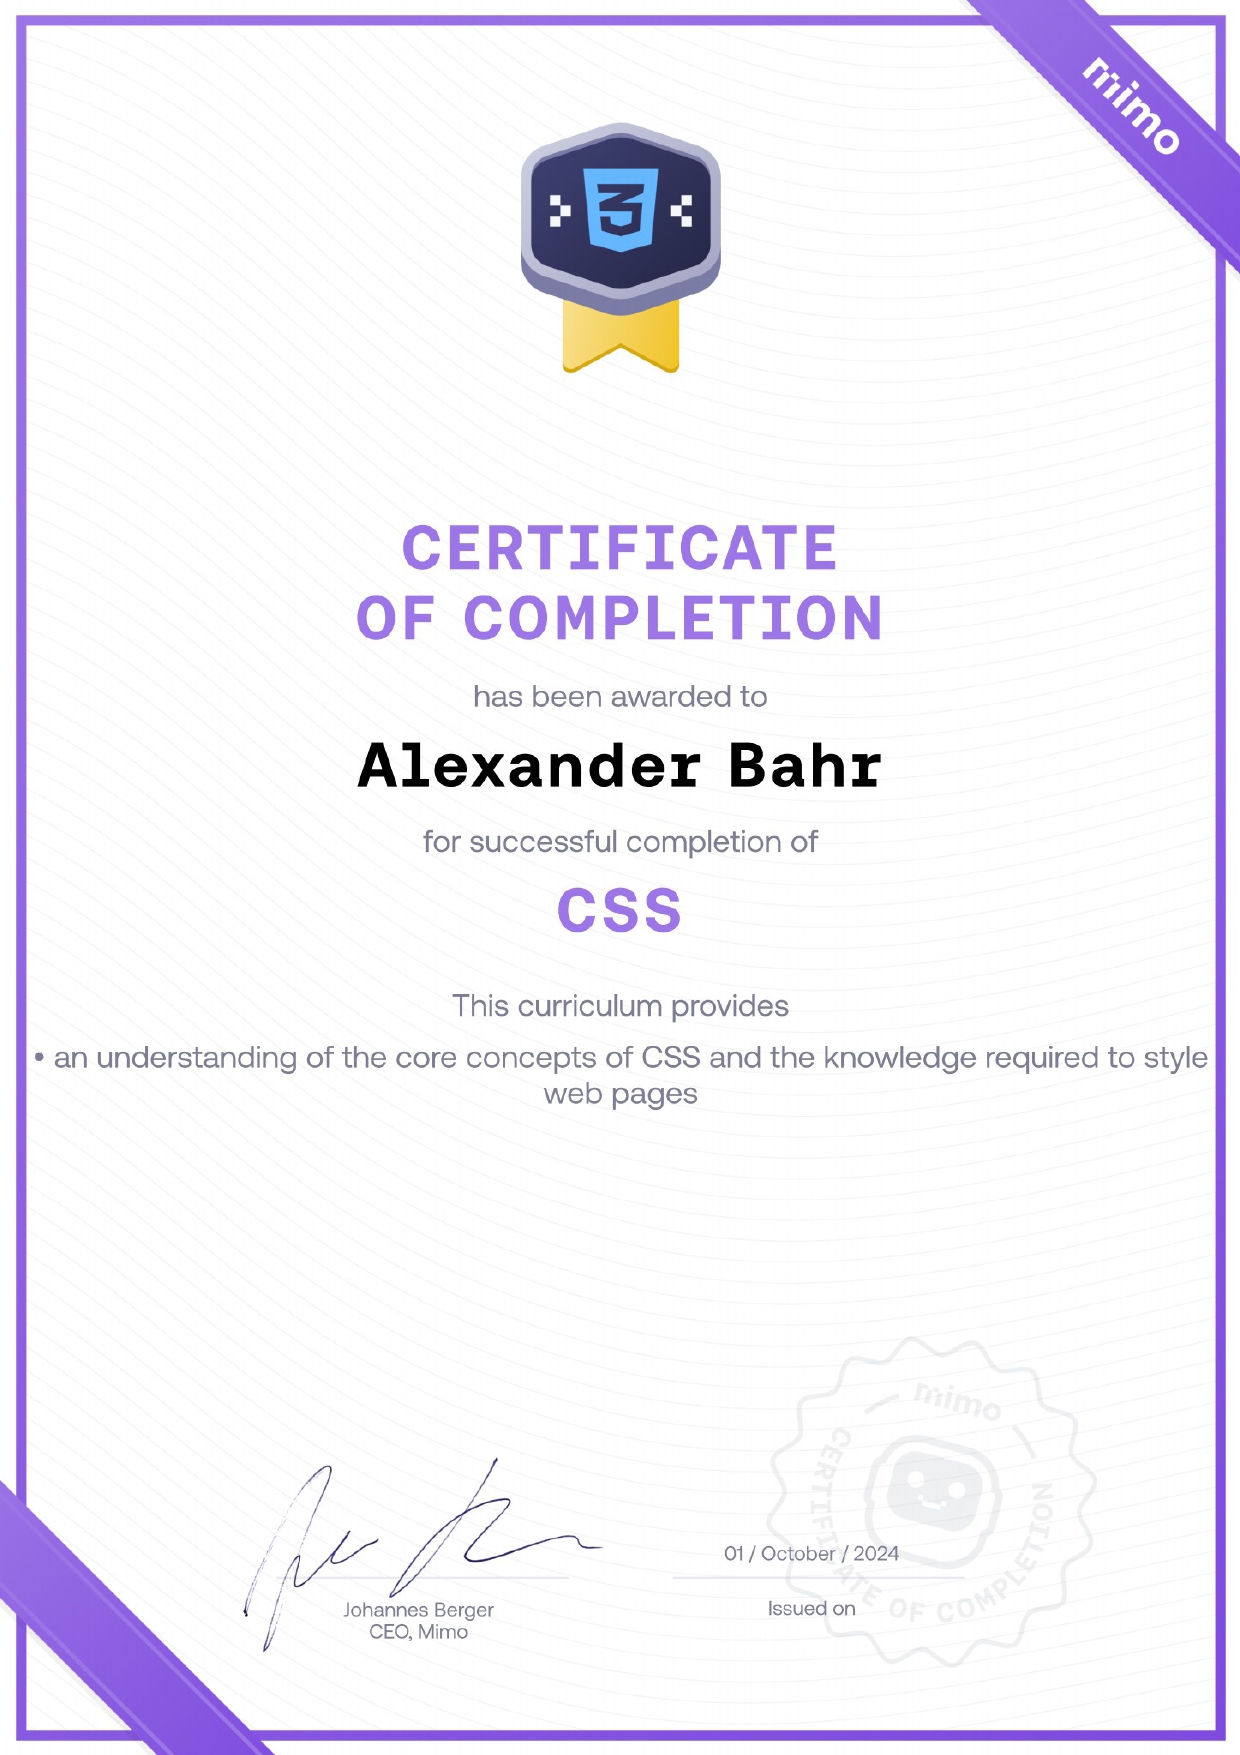 mimo
CERTIFICATE
OF COMPLETION
has been awarded to
Alexander Bahr
for successful completion of
CSS
This curriculum provides
• an understanding of the core concepts of CSS and the knowledge required to style
web pages
mimo
CERTIFICATE OF COMPLETION
01 / October / 2024
Issued on
Johannes Berger
CEO, Mimo